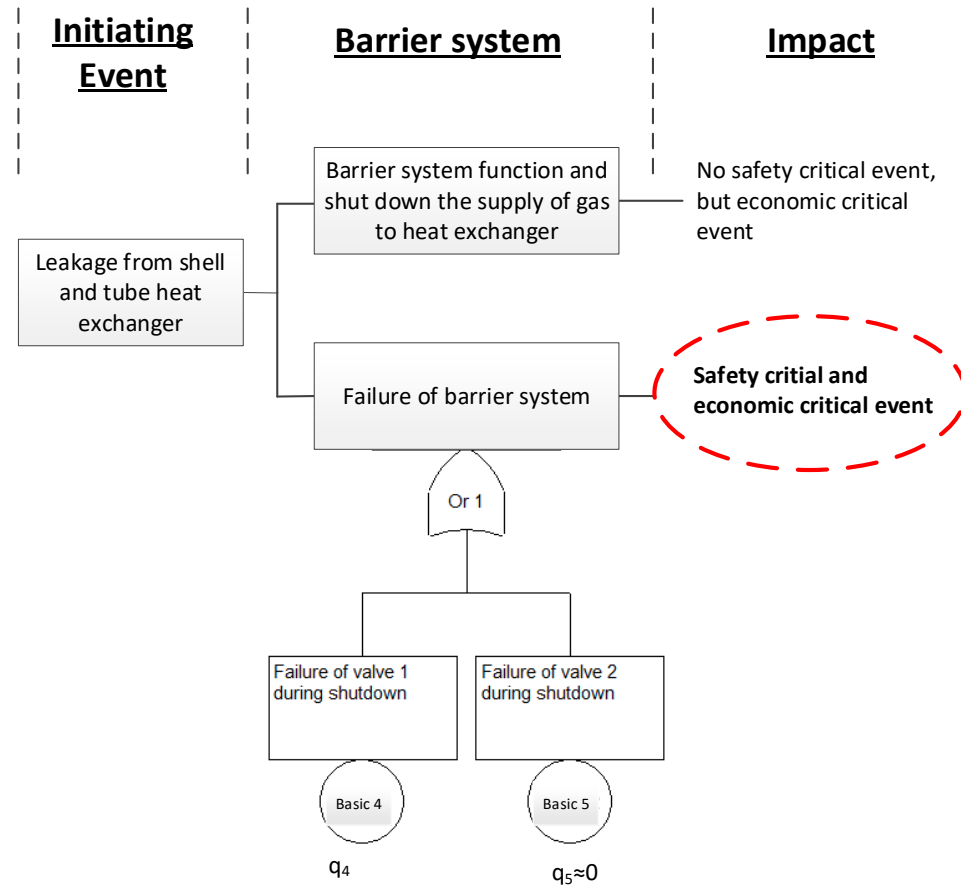 Initiating
Event
Barrier system
Impact
Barrier system function and
shut down the supply of gas
to heat exchanger
No safety critical event,
but economic critical
event
Leakage from shell
and tube heat
exchanger
Failure of barrier system
Safety critial and
economic critical event
Or 1
Failure of valve 1
during shutdown
Failure of valve 2
during shutdown
Basic 4
Basic 5
q₄
q₅≈0